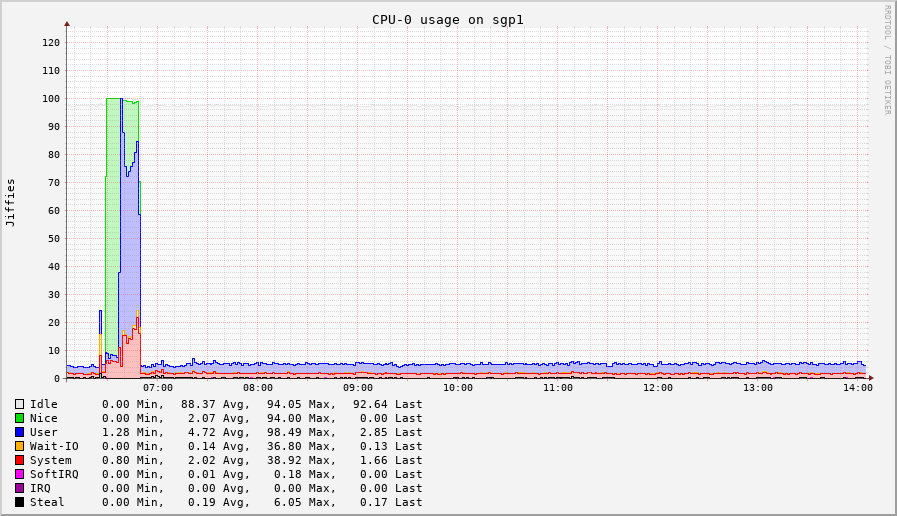 CPU-0 usage on sgp1
RRDTOOL / TOBI OETIKER
Jiffies
120
110
100
90
80
70
60
50
40
30
20
10
0
07:00 08:00 09:00 10:00 11:00 12:00 13:00 14:00
Idle 0.00 Min, 88.37 Avg, 94.05 Max, 92.64 Last
Nice 0.00 Min, 2.07 Avg, 94.00 Max, 0.00 Last
User 1.28 Min, 4.72 Avg, 98.49 Max, 2.85 Last
Wait-IO 0.00 Min, 0.14 Avg, 36.80 Max, 0.13 Last
System 0.80 Min, 2.02 Avg, 38.92 Max, 1.66 Last
SoftIRQ 0.00 Min, 0.01 Avg, 0.18 Max, 0.00 Last
IRQ 0.00 Min, 0.00 Avg, 0.00 Max, 0.00 Last
Steal 0.00 Min, 0.19 Avg, 6.05 Max, 0.17 Last